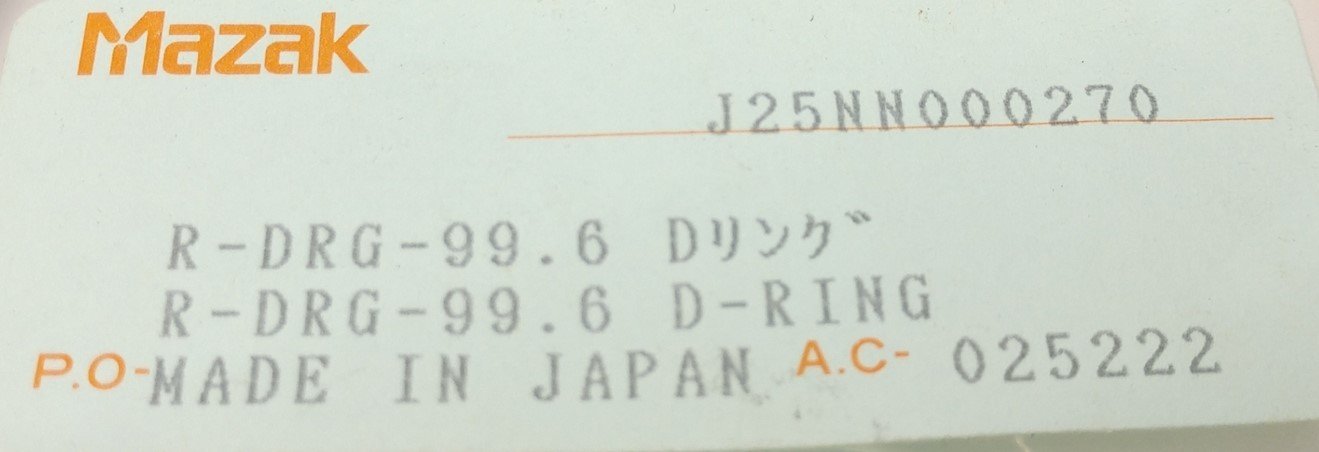 Mazak
J25NN000270
R-DRG-99.6 Dリング
R-DRG-99.6 D-RING
P.O-MADE IN JAPAN A.C- 025222